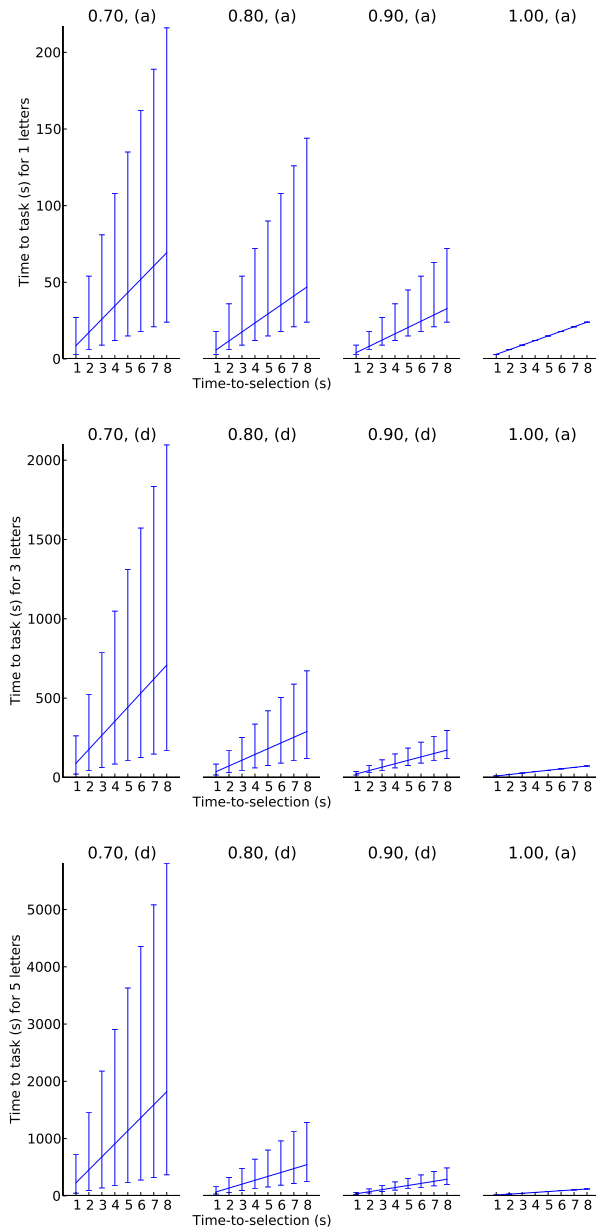 0.70, (a) 0.80, (a) 0.90, (a) 1.00, (a)
Time to task (s) for 1 letters
200
150
100
50
0
1 2 3 4 5 6 7 8 1 2 3 4 5 6 7 8 1 2 3 4 5 6 7 8 1 2 3 4 5 6 7 8
Time-to-selection (s)
0.70, (d) 0.80, (d) 0.90, (d) 1.00, (a)
Time to task (s) for 3 letters
2000
1500
1000
500
0
1 2 3 4 5 6 7 8 1 2 3 4 5 6 7 8 1 2 3 4 5 6 7 8 1 2 3 4 5 6 7 8
Time-to-selection (s)
0.70, (d) 0.80, (d) 0.90, (d) 1.00, (a)
Time to task (s) for 5 letters
5000
4000
3000
2000
1000
0
1 2 3 4 5 6 7 8 1 2 3 4 5 6 7 8 1 2 3 4 5 6 7 8 1 2 3 4 5 6 7 8
Time-to-selection (s)